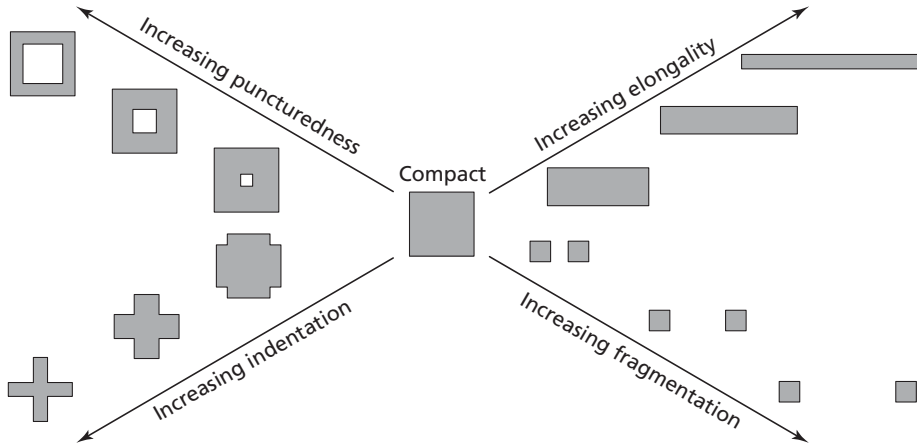 Increasing puncturedness
Increasing elongality
Compact
Increasing indentation
Increasing fragmentation